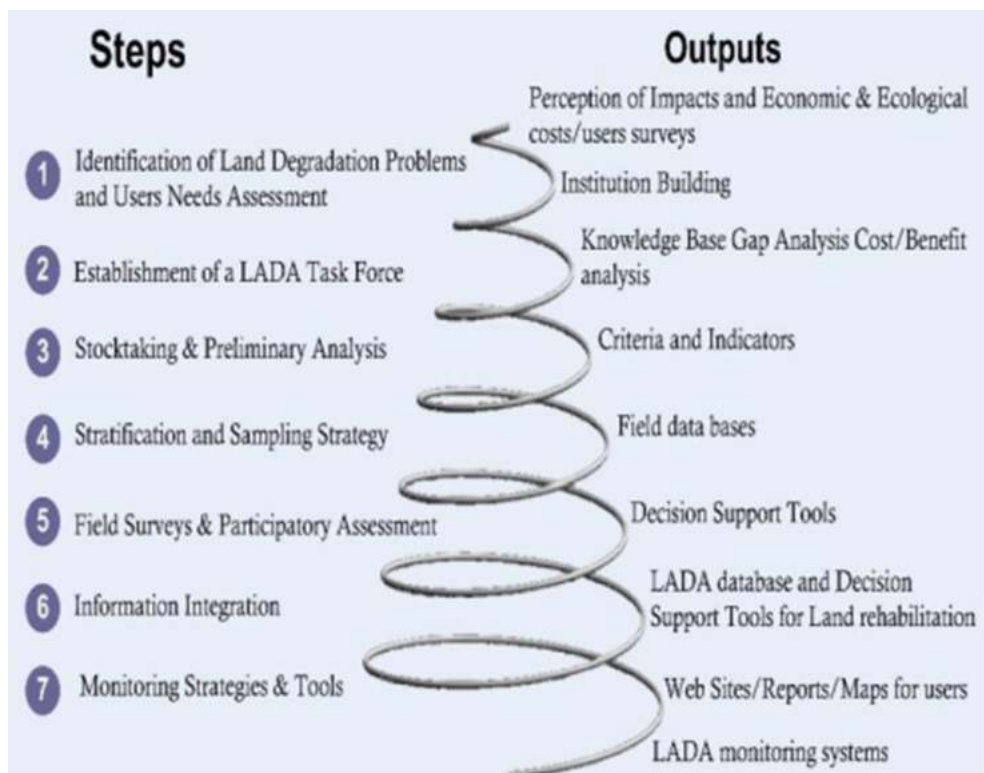 Steps
1 Identification of Land Degradation Problems
and Users Needs Assessment
2 Establishment of a LADA Task Force
3 Stocktaking & Preliminary Analysis
4 Stratification and Sampling Strategy
5 Field Surveys & Participatory Assessment
6 Information Integration
7 Monitoring Strategies & Tools
Outputs
Perception of Impacts and Economic & Ecological
costs/users surveys
Institution Building
Knowledge Base Gap Analysis Cost/Benefit
analysis
Criteria and Indicators
Field data bases
Decision Support Tools
LADA database and Decision
Support Tools for Land rehabilitation
Web Sites/Reports/Maps for users
LADA monitoring systems